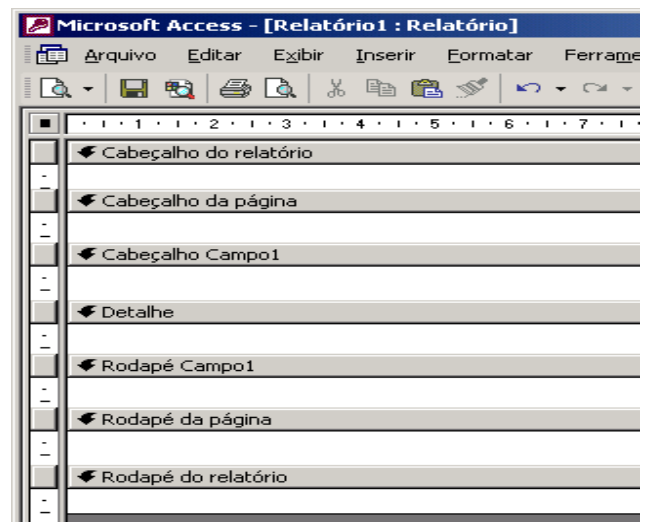 Microsoft Access - [Relatório1 : Relatório]
Arquivo Editar Exibir Inserir Formatar Ferrame
1 2 3 4 5 6 7
Cabeçalho do relatório
Cabeçalho da página
Cabeçalho Campo1
Detalhe
Rodapé Campo1
Rodapé da página
Rodapé do relatório